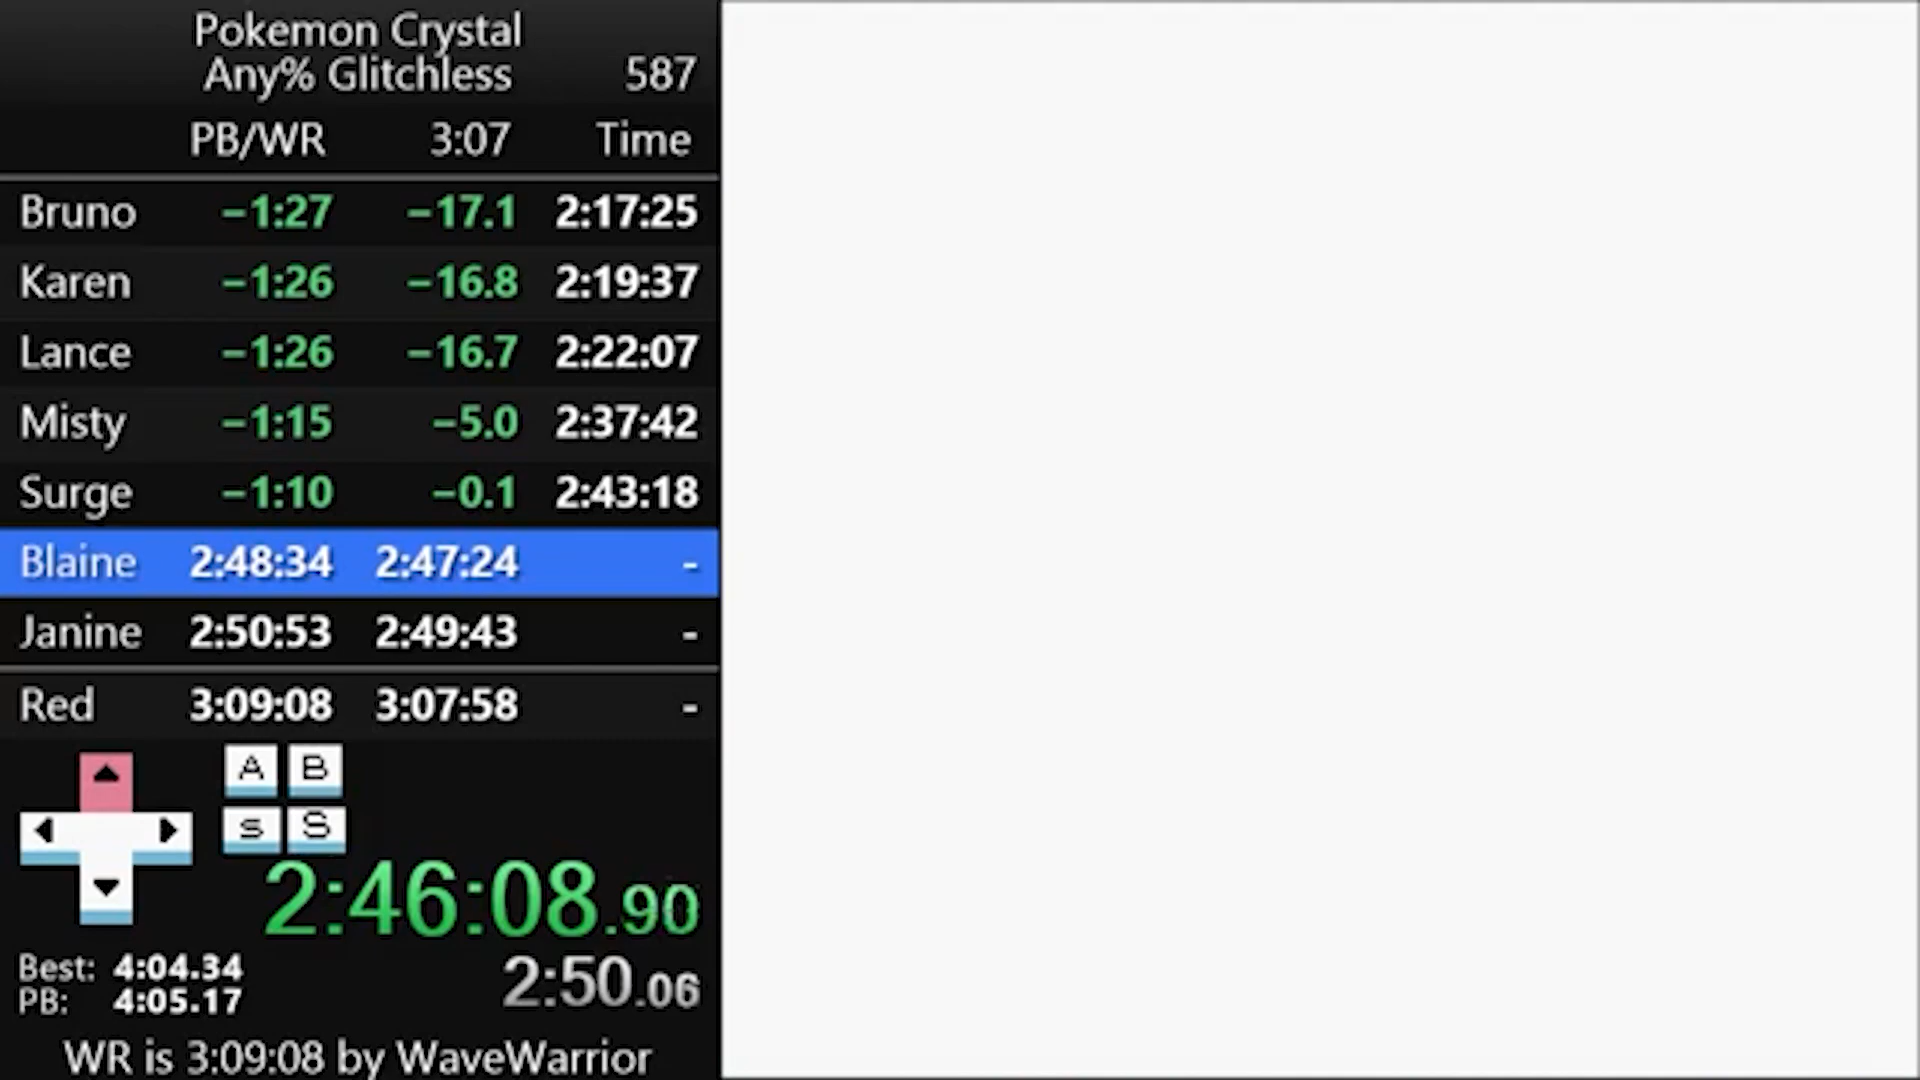 Pokemon Crystal
Any% Glitchless 587
PB/WR 3:07 Time
Bruno −1:27 −17.1 2:17:25
Karen −1:26 −16.8 2:19:37
Lance −1:26 −16.7 2:22:07
Misty −1:15 −5.0 2:37:42
Surge −1:10 −0.1 2:43:18
Blaine 2:48:34 2:47:24 -
Janine 2:50:53 2:49:43 -
Red 3:09:08 3:07:58 -
A B
s S
2:46:08.90
Best: 4:04.34 2:50.06
PB: 4:05.17
WR is 3:09:08 by WaveWarrior